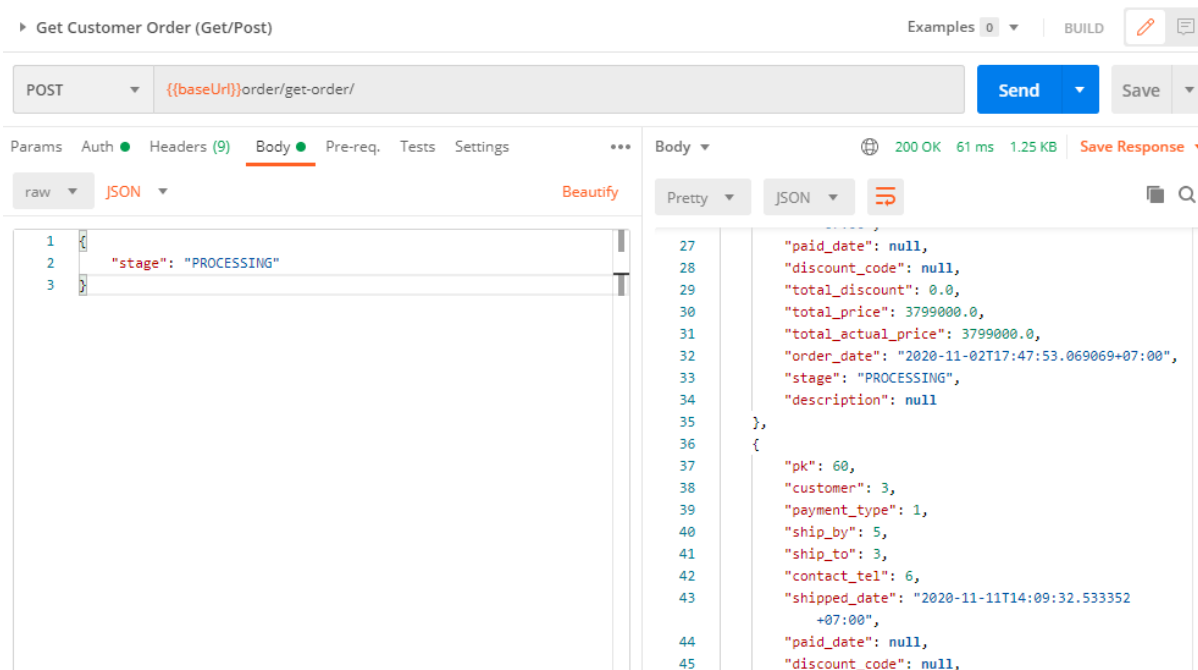 Get Customer Order (Get/Post)
Examples 0
BUILD
POST
{{baseUrl}}order/get-order/
Send
Save
Params Auth Headers (9) Body Pre-req. Tests Settings
raw JSON
Beautify
1 {
2 "stage": "PROCESSING"
3 }
Body
200 OK 61 ms 1.25 KB Save Response
Pretty JSON
27 "paid_date": null,
28 "discount_code": null,
29 "total_discount": 0.0,
30 "total_price": 3799000.0,
31 "total_actual_price": 3799000.0,
32 "order_date": "2020-11-02T17:47:53.069069+07:00",
33 "stage": "PROCESSING",
34 "description": null
35 },
36 {
37 "pk": 60,
38 "customer": 3,
39 "payment_type": 1,
40 "ship_by": 5,
41 "ship_to": 3,
42 "contact_tel": 6,
43 "shipped_date": "2020-11-11T14:09:32.533352
+07:00",
44 "paid_date": null,
45 "discount_code": null,